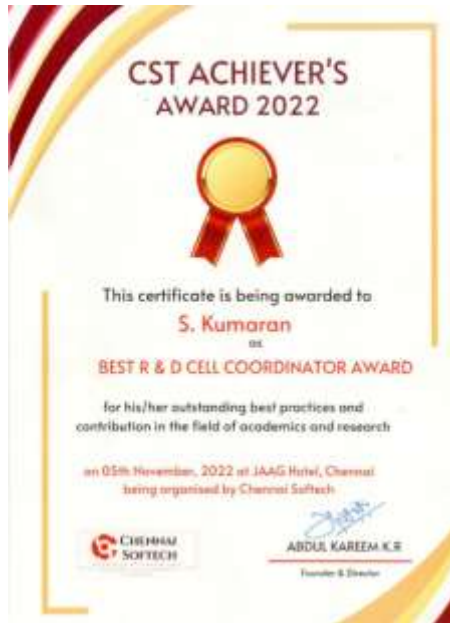 CST ACHIEVER'S
AWARD 2022
This certificate is being awarded to
S. Kumaran
as
BEST R & D CELL COORDINATOR AWARD
for his/her outstanding best practices and
contribution in the field of academics and research
on 05th November, 2022 at JAAG Hotel, Chennai
being organised by Chennai Softech
CHENNAI
SOFTECH
ABDUL KAREEM K.R
Founder & Director